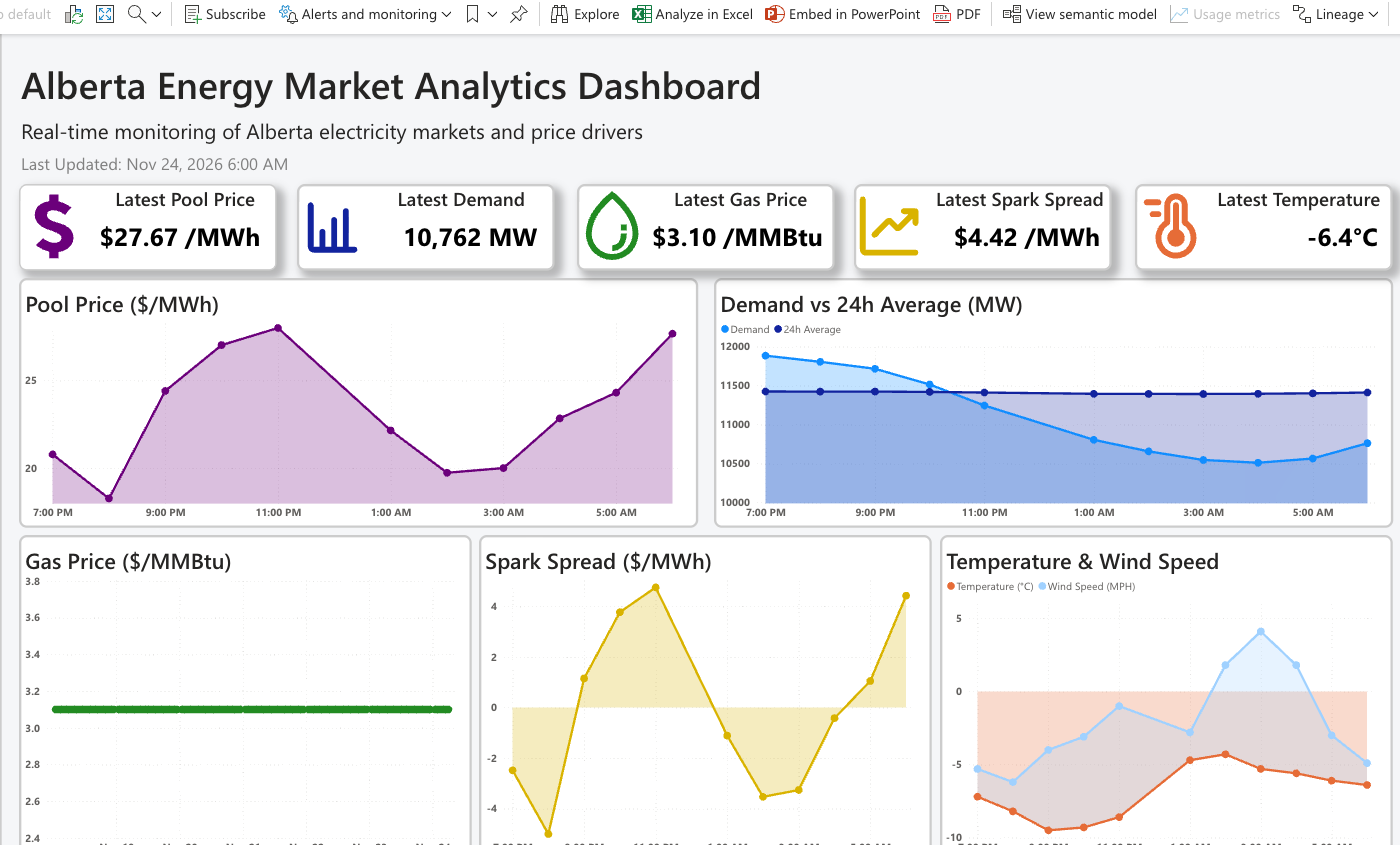 default
Subscribe
Alerts and monitoring
Explore
Analyze in Excel
Embed in PowerPoint
PDF
View semantic model
Usage metrics
Lineage
Alberta Energy Market Analytics Dashboard
Real-time monitoring of Alberta electricity markets and price drivers
Last Updated: Nov 24, 2026 6:00 AM
Latest Pool Price
$27.67 /MWh
Latest Demand
10,762 MW
Latest Gas Price
$3.10 /MMBtu
Latest Spark Spread
$4.42 /MWh
Latest Temperature
-6.4°C
Pool Price ($/MWh)
25
20
7:00 PM 9:00 PM 11:00 PM 1:00 AM 3:00 AM 5:00 AM
Demand vs 24h Average (MW)
Demand 24h Average
12000
11500
11000
10500
10000
7:00 PM 9:00 PM 11:00 PM 1:00 AM 3:00 AM 5:00 AM
Gas Price ($/MMBtu)
3.8
3.6
3.4
3.2
3.0
2.8
2.6
2.4
Spark Spread ($/MWh)
4
2
0
-2
-4
Temperature & Wind Speed
Temperature (°C) Wind Speed (MPH)
5
0
-5
-10